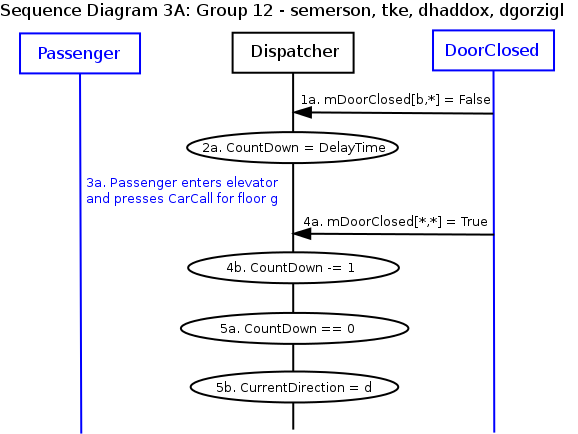 Sequence Diagram 3A: Group 12 - semerson, tke, dhaddox, dgorzigl
Passenger
Dispatcher
DoorClosed
1a. mDoorClosed[b,*] = False
2a. CountDown = DelayTime
3a. Passenger enters elevator
and presses CarCall for floor g
4a. mDoorClosed[*,*] = True
4b. CountDown -= 1
5a. CountDown == 0
5b. CurrentDirection = d